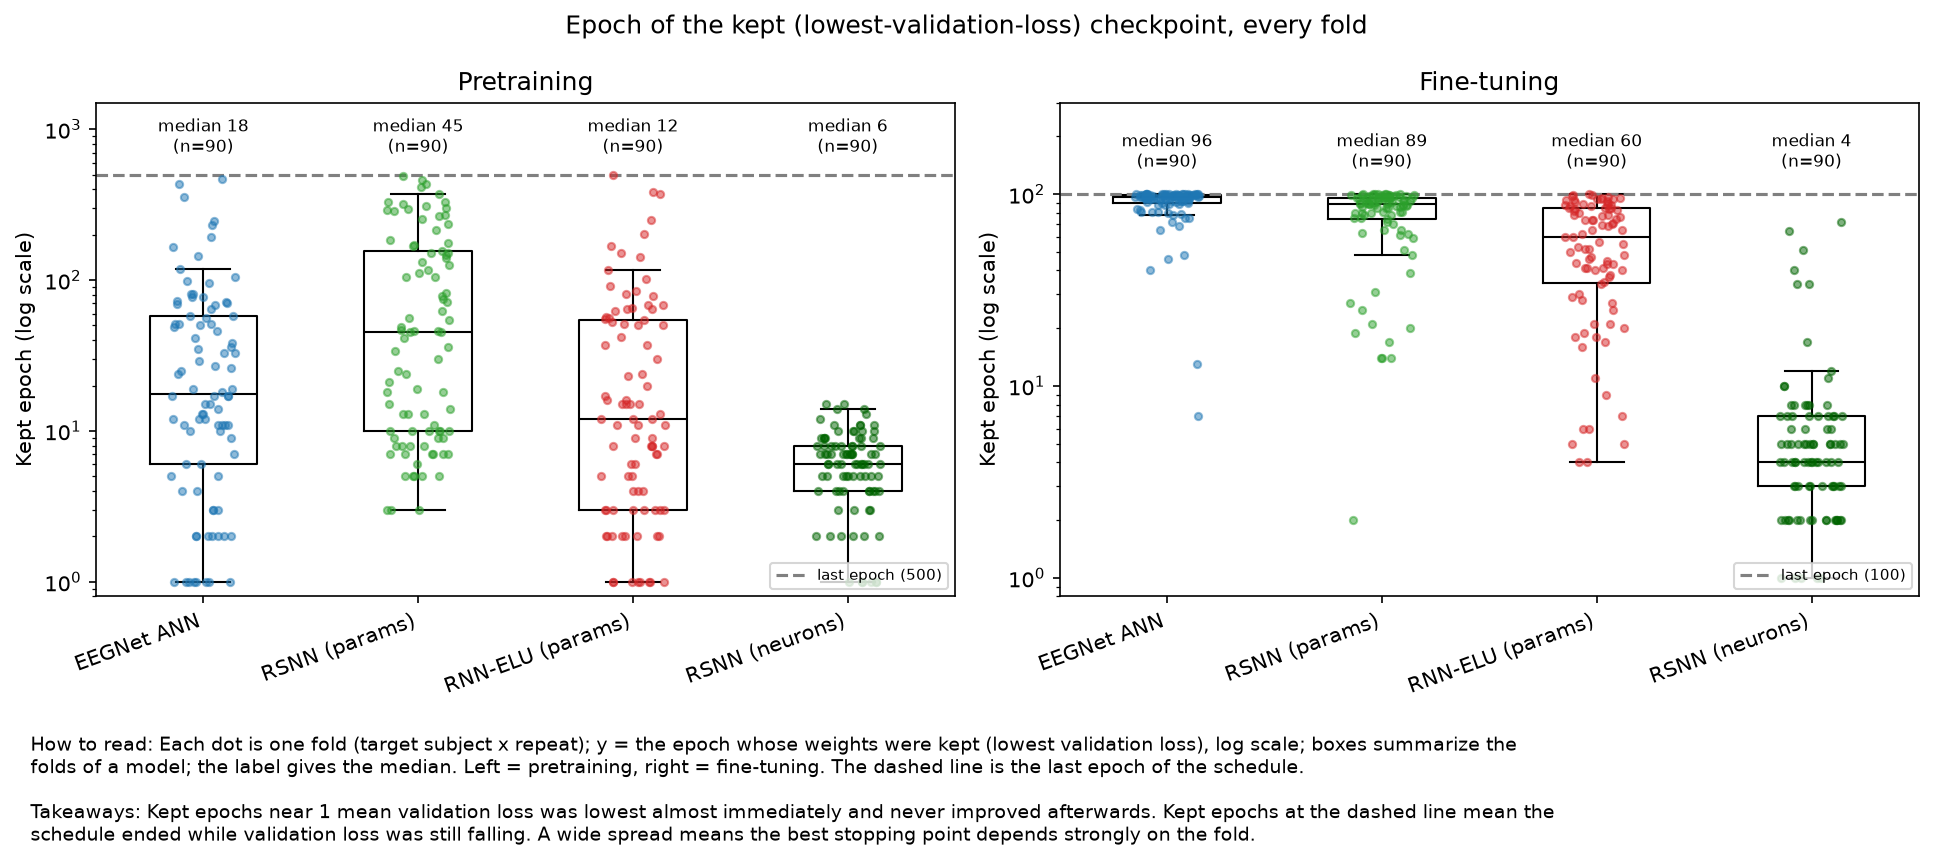 Epoch of the kept (lowest-validation-loss) checkpoint, every fold
Pretraining
Kept epoch (log scale)
10³
10²
10¹
10⁰
median 18
(n=90)
median 45
(n=90)
median 12
(n=90)
median 6
(n=90)
last epoch (500)
EEGNet ANN
RSNN (params)
RNN-ELU (params)
RSNN (neurons)
Fine-tuning
Kept epoch (log scale)
10²
10¹
10⁰
median 96
(n=90)
median 89
(n=90)
median 60
(n=90)
median 4
(n=90)
last epoch (100)
EEGNet ANN
RSNN (params)
RNN-ELU (params)
RSNN (neurons)
How to read: Each dot is one fold (target subject x repeat); y = the epoch whose weights were kept (lowest validation loss), log scale; boxes summarize the
folds of a model; the label gives the median. Left = pretraining, right = fine-tuning. The dashed line is the last epoch of the schedule.
Takeaways: Kept epochs near 1 mean validation loss was lowest almost immediately and never improved afterwards. Kept epochs at the dashed line mean the
schedule ended while validation loss was still falling. A wide spread means the best stopping point depends strongly on the fold.